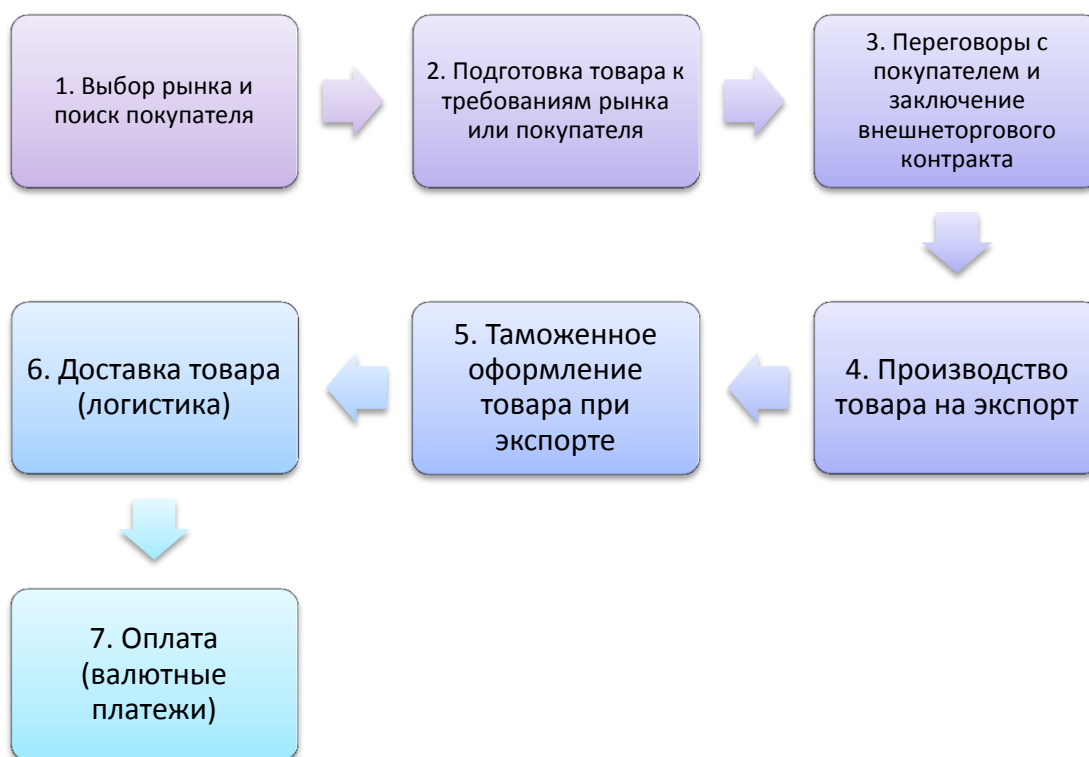 1. Выбор рынка и
поиск покупателя
2. Подготовка товара к
требованиям рынка
или покупателя
3. Переговоры с
покупателем и
заключение
внешнеторгового
контракта
4. Производство
товара на экспорт
5. Таможенное
оформление
товара при
экспорте
6. Доставка товара
(логистика)
7. Оплата
(валютные
платежи)